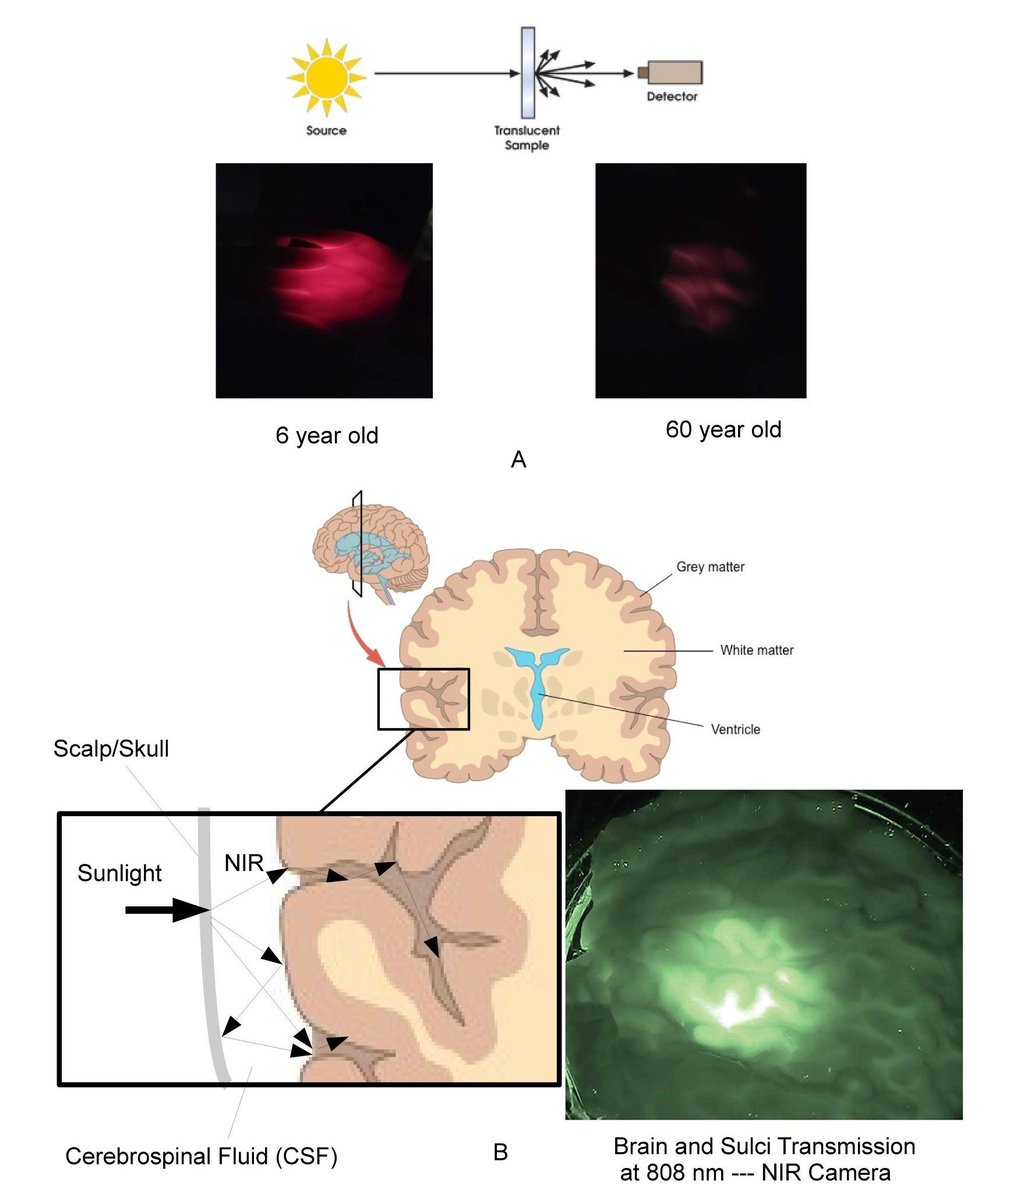 Source
Translucent
Sample
Detector
6 year old
60 year old
A
Grey matter
White matter
Ventricle
Scalp/Skull
Sunlight
NIR
Cerebrospinal Fluid (CSF)
B
Brain and Sulci Transmission
at 808 nm --- NIR Camera